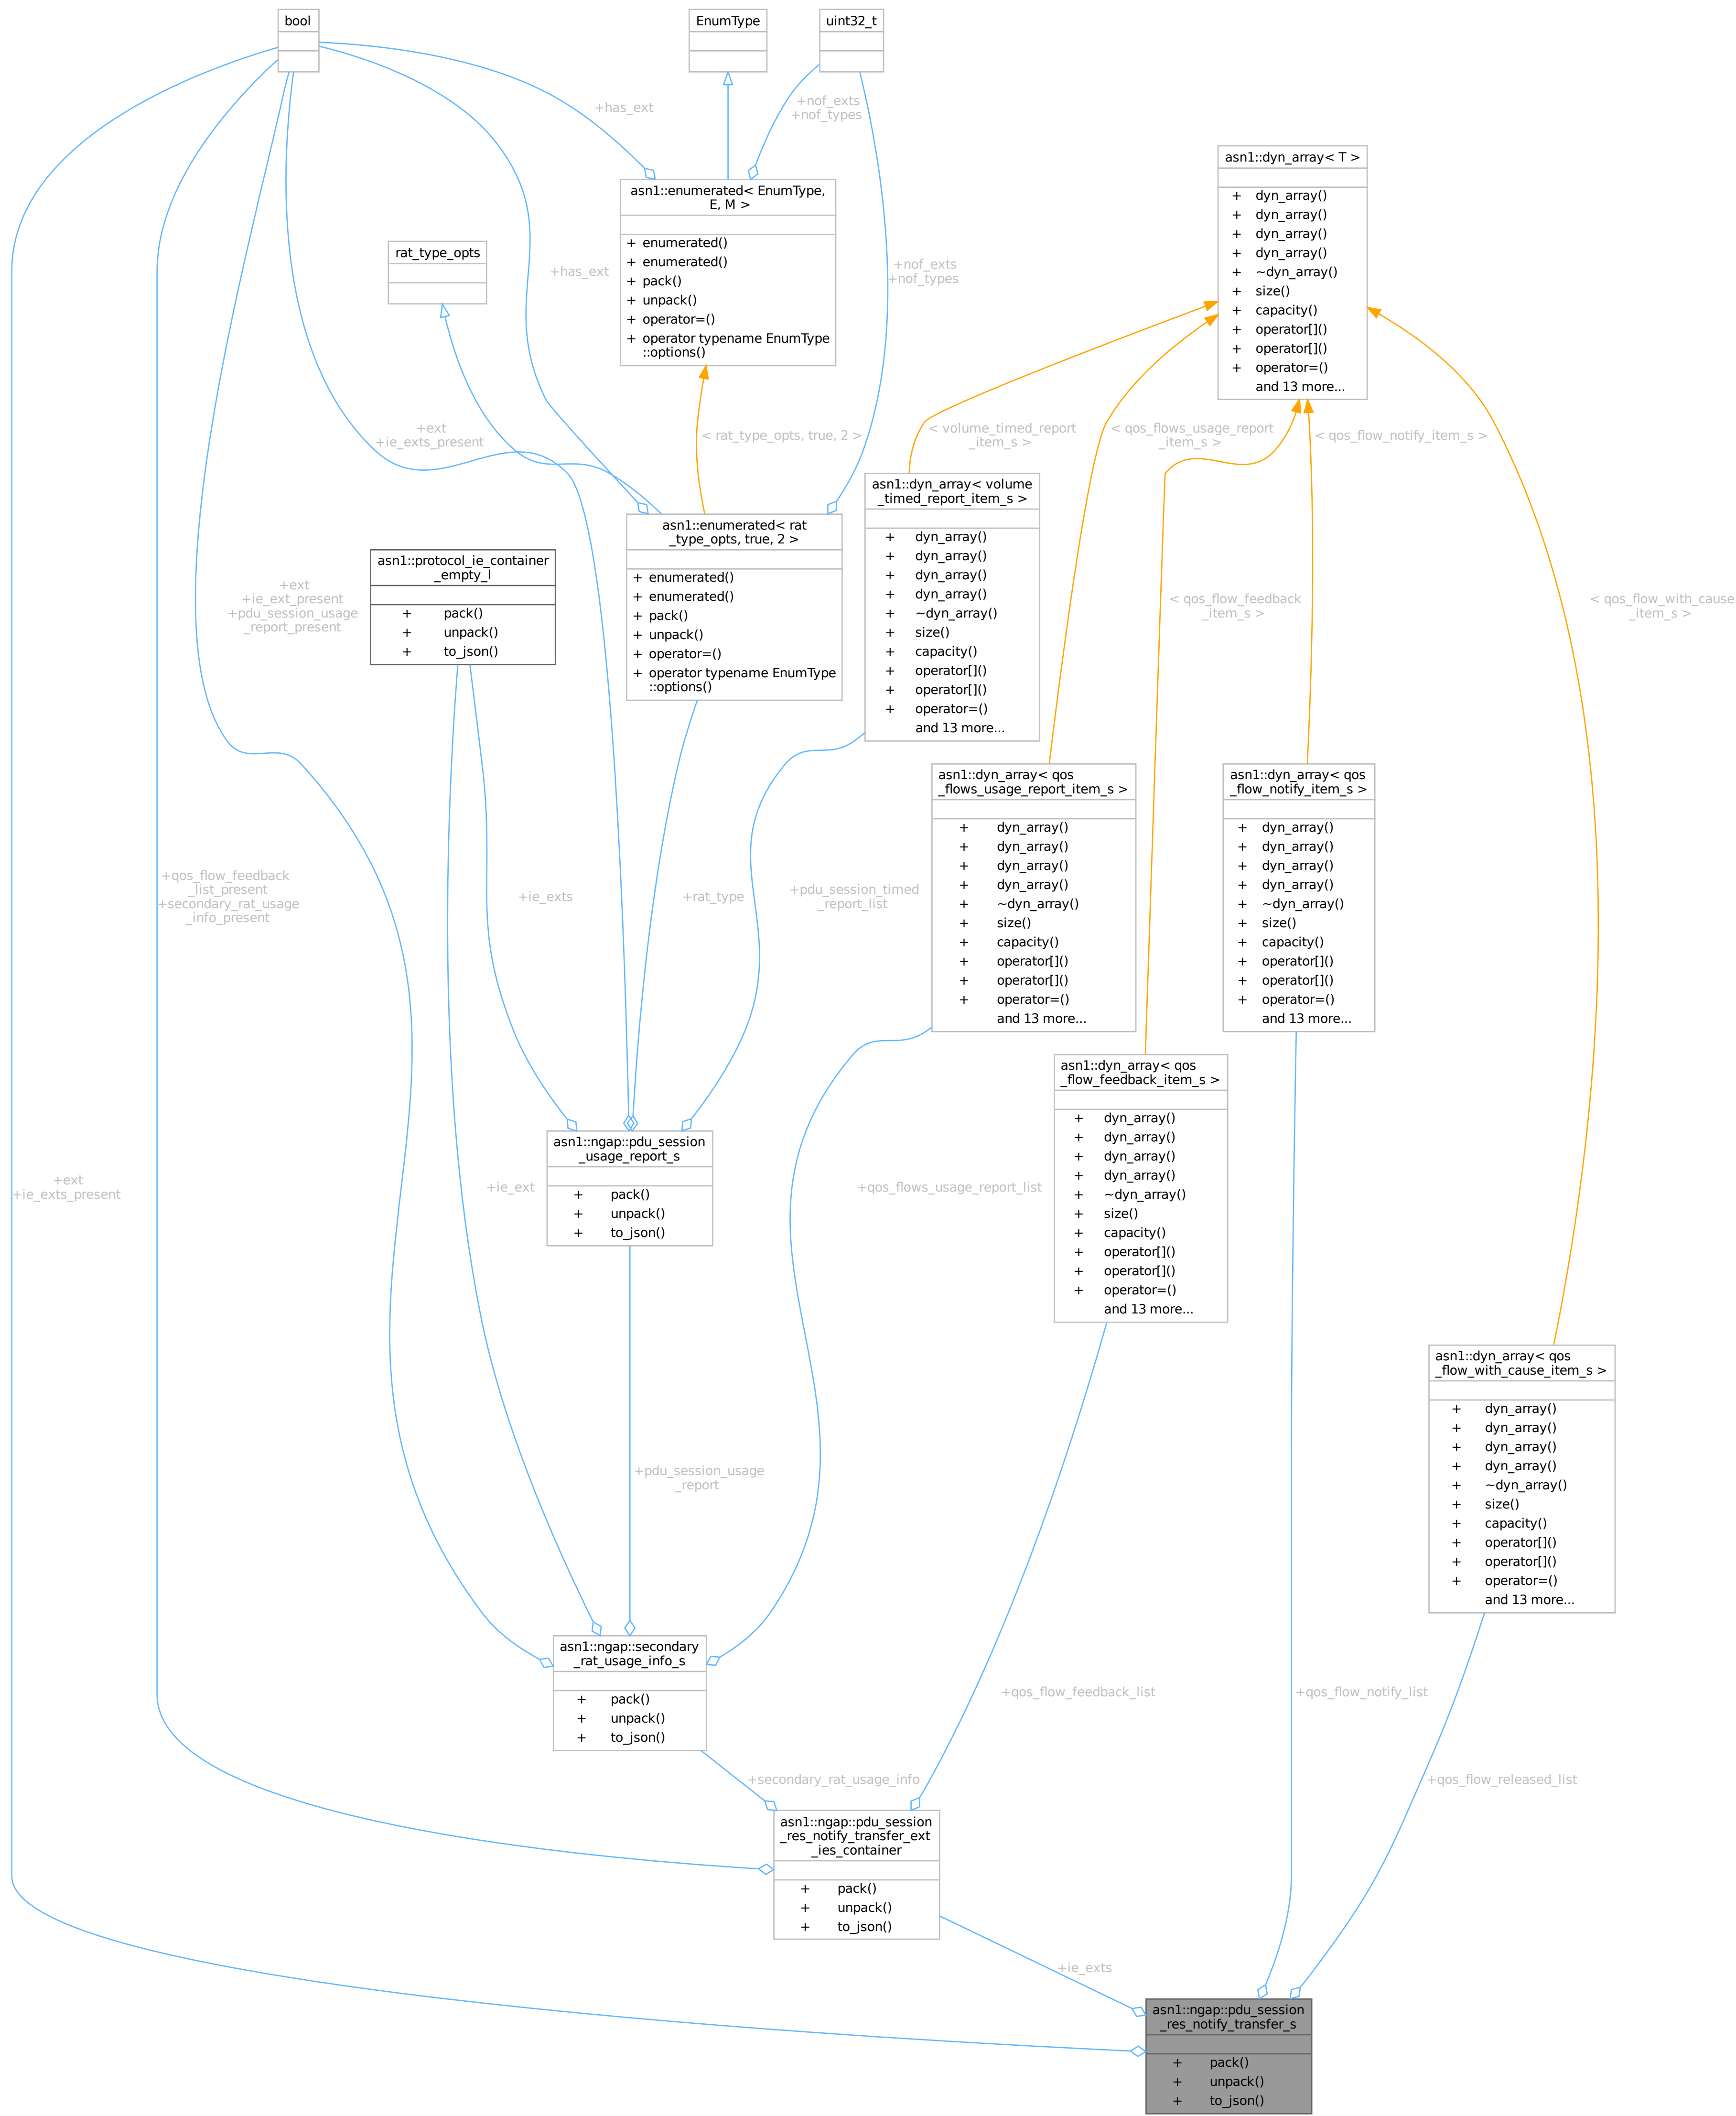 bool
EnumType
uint32_t
+has_ext
+nof_exts
+nof_types
asn1::dyn_array< T >
+ dyn_array()
+ dyn_array()
+ dyn_array()
+ dyn_array()
+ ~dyn_array()
+ size()
+ capacity()
+ operator[]()
+ operator[]()
+ operator=()
and 13 more...
asn1::enumerated< EnumType,
E, M >
+ enumerated()
+ enumerated()
+ pack()
+ unpack()
+ operator=()
+ operator typename EnumType
::options()
rat_type_opts
+has_ext
+nof_exts
+nof_types
+ext
+ie_exts_present
< rat_type_opts, true, 2 >
< volume_timed_report
_item_s >
< qos_flows_usage_report
_item_s >
< qos_flow_notify_item_s >
asn1::dyn_array< volume
_timed_report_item_s >
+ dyn_array()
+ dyn_array()
+ dyn_array()
+ dyn_array()
+ ~dyn_array()
+ size()
+ capacity()
+ operator[]()
+ operator[]()
+ operator=()
and 13 more...
asn1::enumerated< rat
_type_opts, true, 2 >
+ enumerated()
+ enumerated()
+ pack()
+ unpack()
+ operator=()
+ operator typename EnumType
::options()
asn1::protocol_ie_container
_empty_l
+ pack()
+ unpack()
+ to_json()
+ext
+ie_ext_present
+pdu_session_usage
_report_present
< qos_flow_feedback
_item_s >
< qos_flow_with_cause
_item_s >
asn1::dyn_array< qos
_flows_usage_report_item_s >
+ dyn_array()
+ dyn_array()
+ dyn_array()
+ dyn_array()
+ ~dyn_array()
+ size()
+ capacity()
+ operator[]()
+ operator[]()
+ operator=()
and 13 more...
asn1::dyn_array< qos
_flow_notify_item_s >
+ dyn_array()
+ dyn_array()
+ dyn_array()
+ dyn_array()
+ ~dyn_array()
+ size()
+ capacity()
+ operator[]()
+ operator[]()
+ operator=()
and 13 more...
+qos_flow_feedback
_list_present
+secondary_rat_usage
_info_present
+ie_exts
+rat_type
+pdu_session_timed
_report_list
asn1::dyn_array< qos
_flow_feedback_item_s >
+ dyn_array()
+ dyn_array()
+ dyn_array()
+ dyn_array()
+ ~dyn_array()
+ size()
+ capacity()
+ operator[]()
+ operator[]()
+ operator=()
and 13 more...
asn1::ngap::pdu_session
_usage_report_s
+ pack()
+ unpack()
+ to_json()
+ext
+ie_exts_present
+ie_ext
+qos_flows_usage_report_list
asn1::dyn_array< qos
_flow_with_cause_item_s >
+ dyn_array()
+ dyn_array()
+ dyn_array()
+ dyn_array()
+ ~dyn_array()
+ size()
+ capacity()
+ operator[]()
+ operator[]()
+ operator=()
and 13 more...
+pdu_session_usage
_report
asn1::ngap::secondary
_rat_usage_info_s
+ pack()
+ unpack()
+ to_json()
+qos_flow_feedback_list
+qos_flow_notify_list
+secondary_rat_usage_info
+qos_flow_released_list
asn1::ngap::pdu_session
_res_notify_transfer_ext
_ies_container
+ pack()
+ unpack()
+ to_json()
+ie_exts
asn1::ngap::pdu_session
_res_notify_transfer_s
+ pack()
+ unpack()
+ to_json()